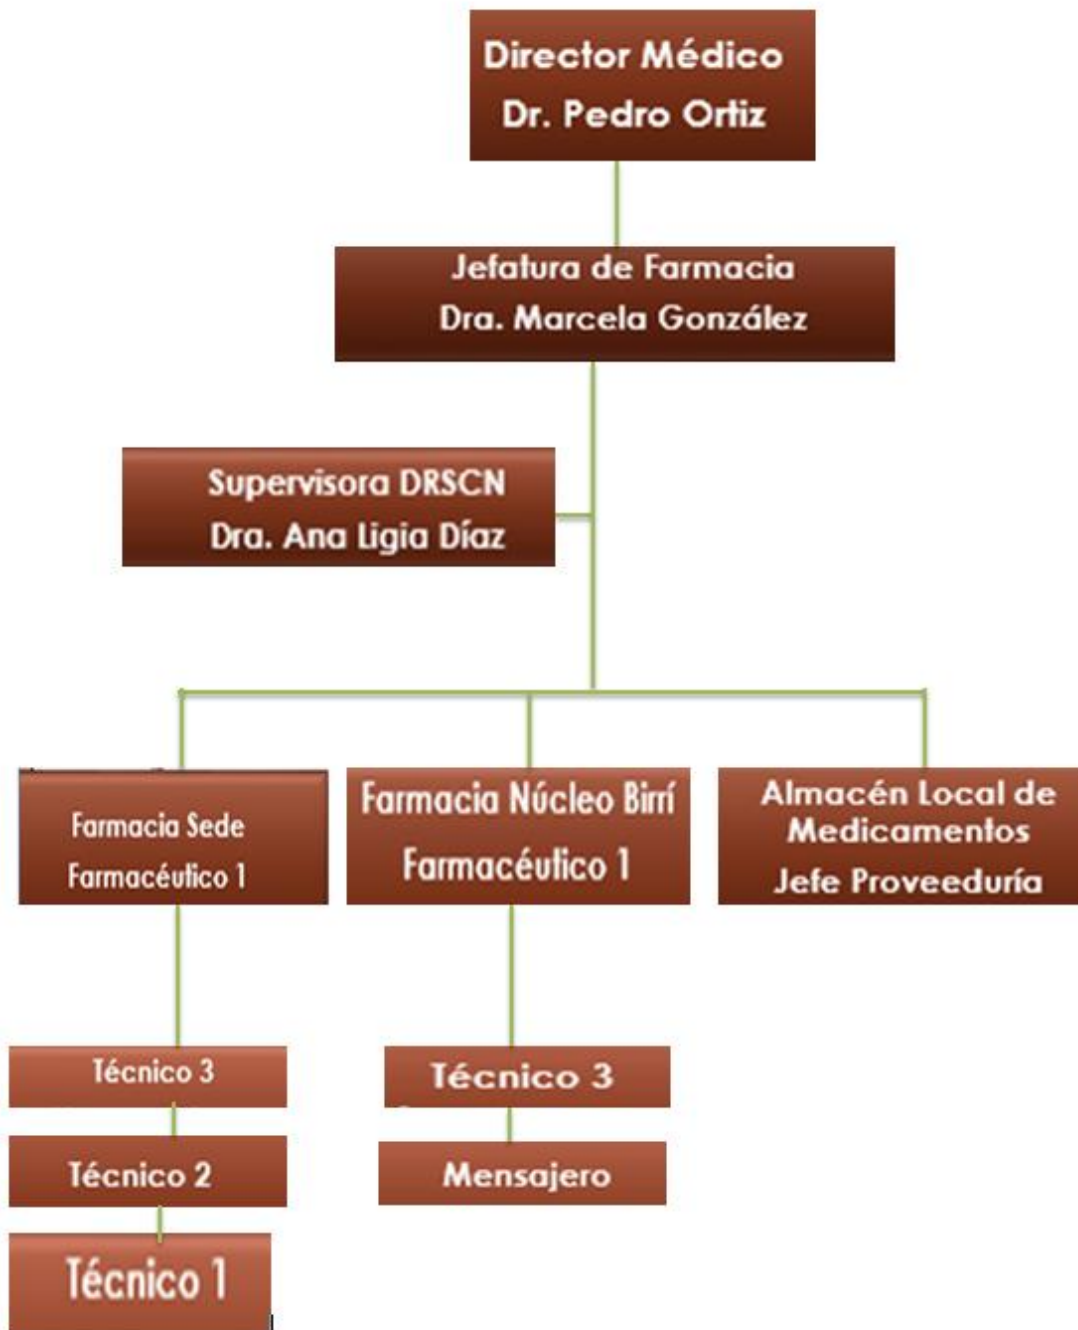 Director Médico
Dr. Pedro Ortiz
Jefatura de Farmacia
Dra. Marcela González
Supervisora DRSCN
Dra. Ana Ligia Díaz
Farmacia Sede
Farmacéutico 1
Farmacia Núcleo Birrí
Farmacéutico 1
Almacén Local de
Medicamentos
Jefe Proveeduría
Técnico 3
Técnico 2
Técnico 1
Técnico 3
Mensajero